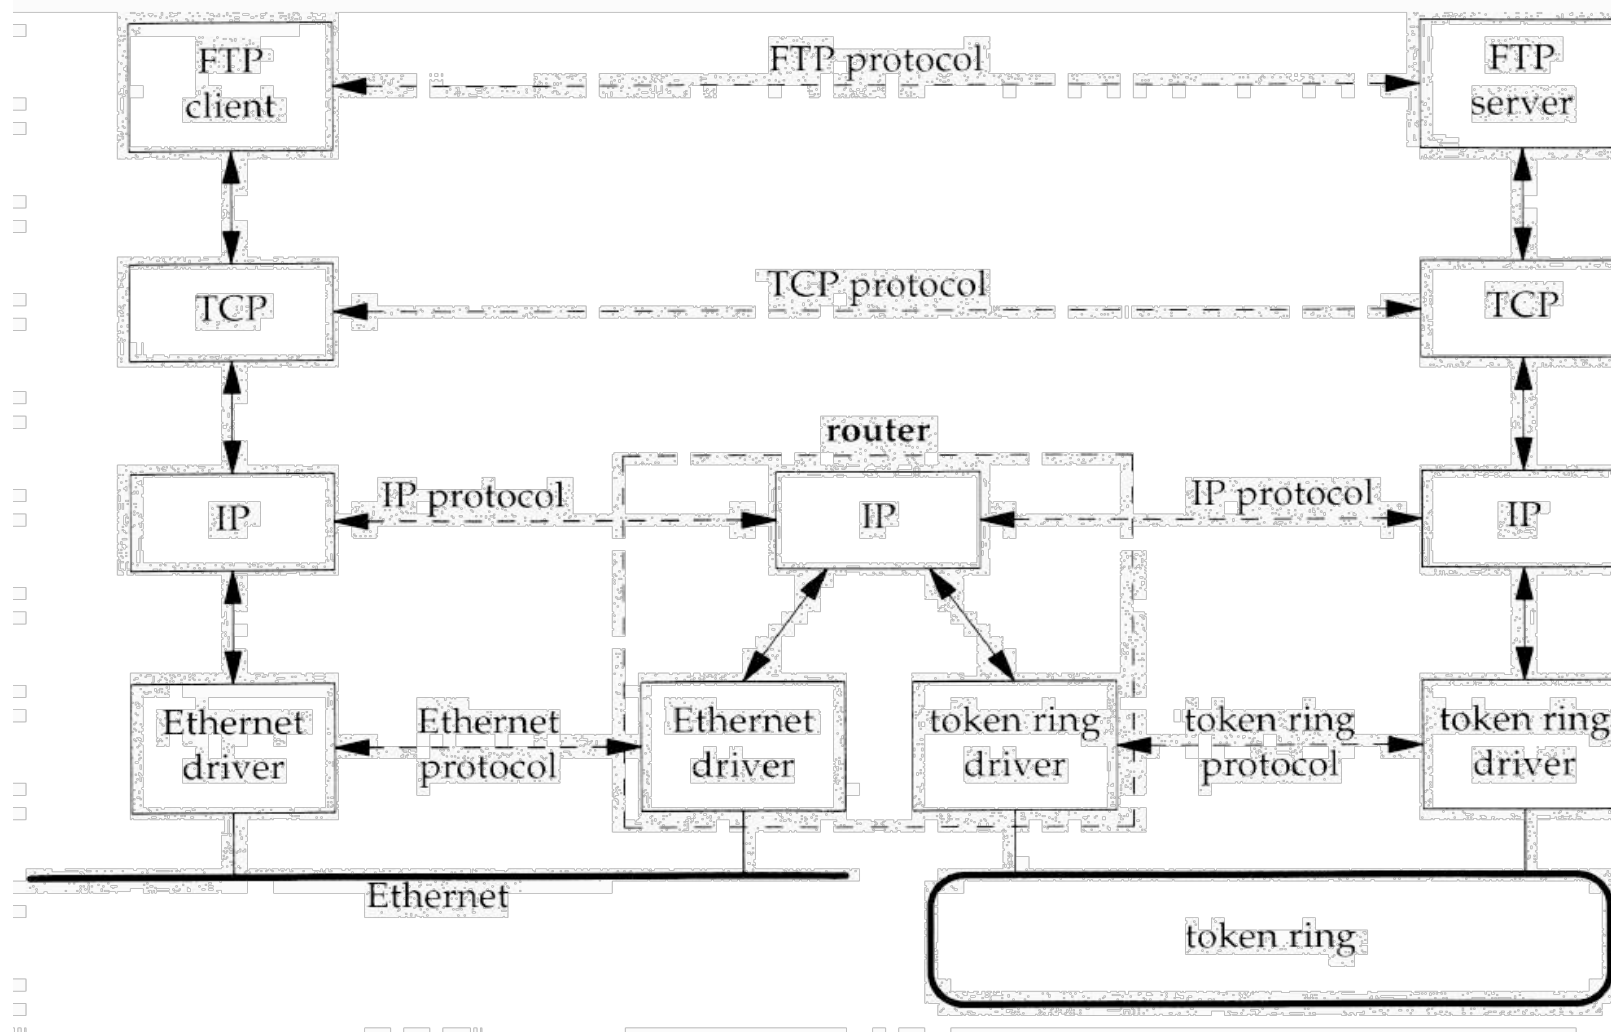 FTP
client
FTP protocol
FTP
server
TCP
TCP protocol
TCP
router
IP
IP protocol
IP
IP protocol
IP
Ethernet
driver
Ethernet
protocol
Ethernet
driver
token ring
driver
token ring
protocol
token ring
driver
Ethernet
token ring